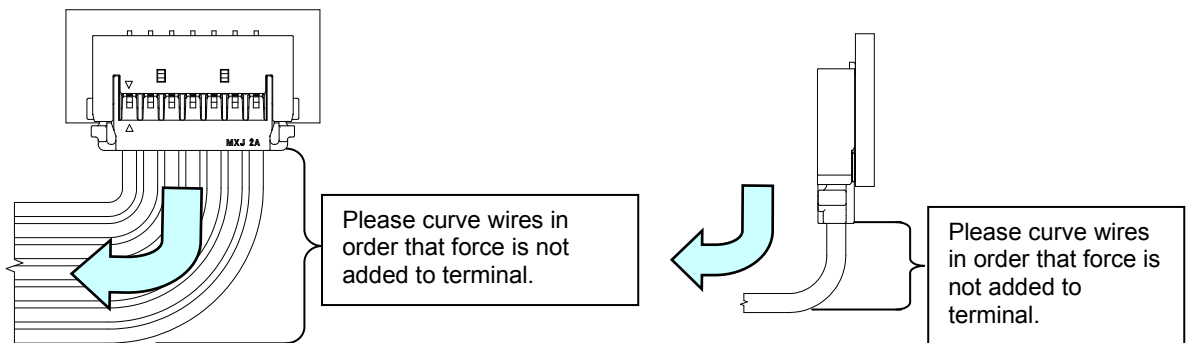 MXJ 2A
Please curve wires in
order that force is not
added to terminal.
Please curve wires
in order that force is
not added to
terminal.